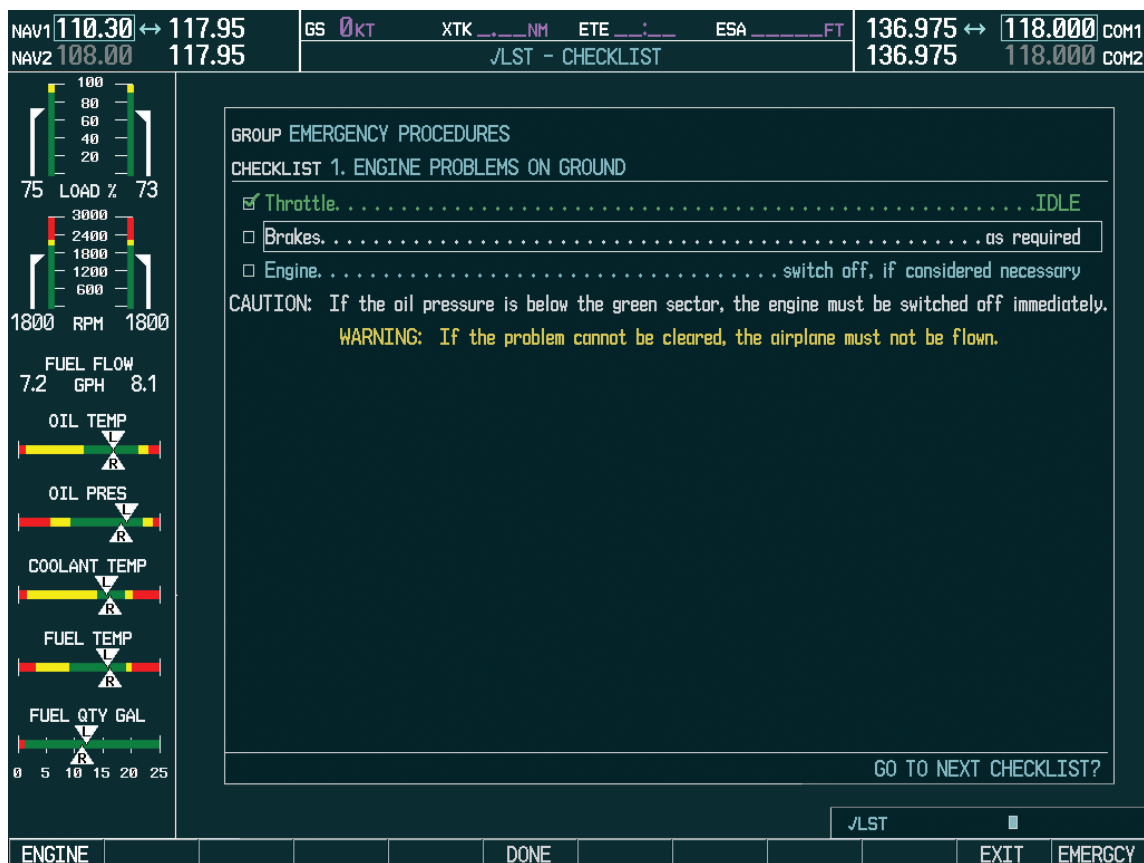 NAV1 110.30 ↔ 117.95 GS 0KT XTK _.__NM ETE __:__ ESA _____FT 136.975 ↔ 118.000 COM1
NAV2 108.00 117.95 √LST - CHECKLIST 136.975 118.000 COM2
100
80
60
40
20
75 LOAD % 73
3000
2400
1800
1200
600
1800 RPM 1800
FUEL FLOW
7.2 GPH 8.1
OIL TEMP
L
R
OIL PRES
L
R
COOLANT TEMP
L
R
FUEL TEMP
L
R
FUEL QTY GAL
L
R
0 5 10 15 20 25
GROUP EMERGENCY PROCEDURES
CHECKLIST 1. ENGINE PROBLEMS ON GROUND
Throttle. . . . . . . . . . . . . . . . . . . . . . . . . . . . . . . . . . . . . . . . . . . . . . . . . . . . . .IDLE
Brakes. . . . . . . . . . . . . . . . . . . . . . . . . . . . . . . . . . . . . . . . . . . . . . . . . . as required
Engine. . . . . . . . . . . . . . . . . . . . . . . . . . . . . . . . . . . switch off, if considered necessary
CAUTION: If the oil pressure is below the green sector, the engine must be switched off immediately.
WARNING: If the problem cannot be cleared, the airplane must not be flown.
GO TO NEXT CHECKLIST?
√LST
ENGINE DONE EXIT EMERGCY